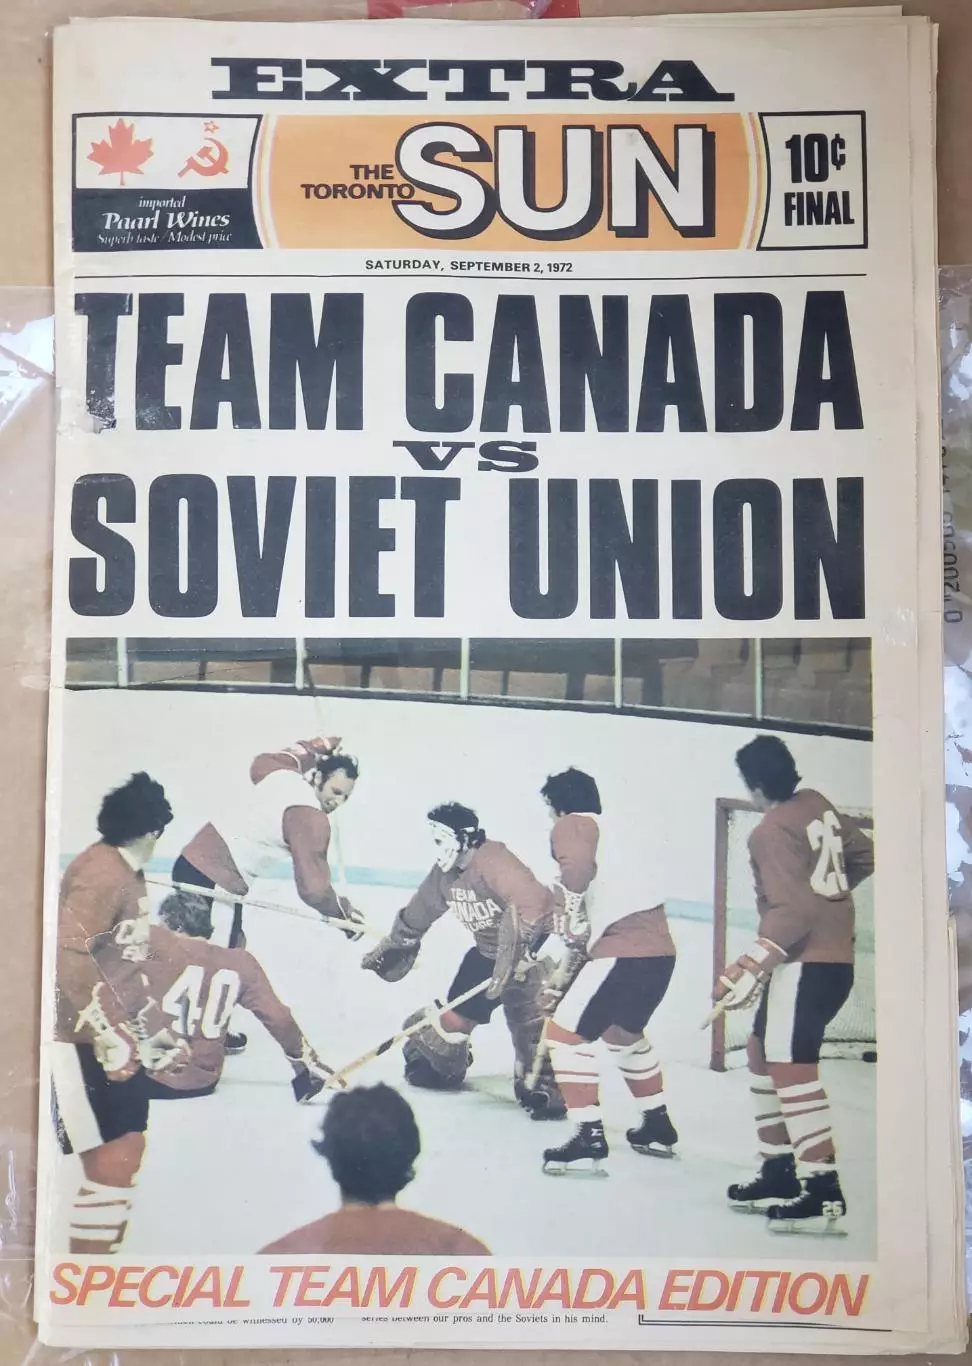 EXTRA
imported
Paarl Wines
Superb taste / Modest price
THE
TORONTO
SUN
10¢
FINAL
SATURDAY, SEPTEMBER 2, 1972
TEAM CANADA
VS
SOVIET UNION
26
TEAM
CANADA
40
26
SPECIAL TEAM CANADA EDITION
could be witnessed by 50,000
series between our pros and the Soviets in his mind.